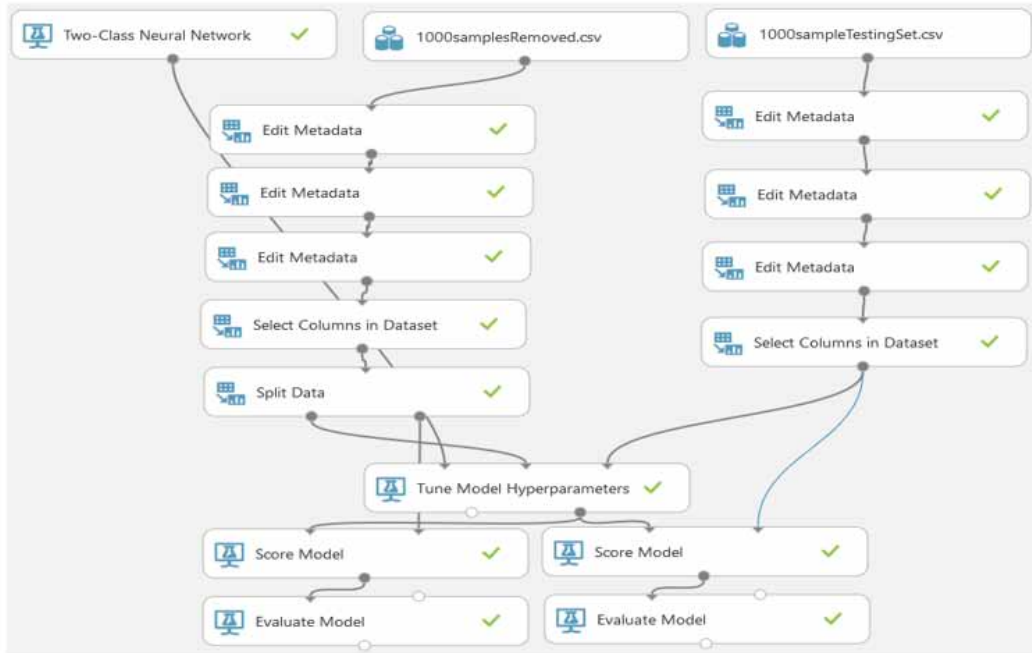 Two-Class Neural Network
1000samplesRemoved.csv
1000sampleTestingSet.csv
Edit Metadata
Edit Metadata
Edit Metadata
Select Columns in Dataset
Split Data
Edit Metadata
Edit Metadata
Edit Metadata
Select Columns in Dataset
Tune Model Hyperparameters
Score Model
Score Model
Evaluate Model
Evaluate Model